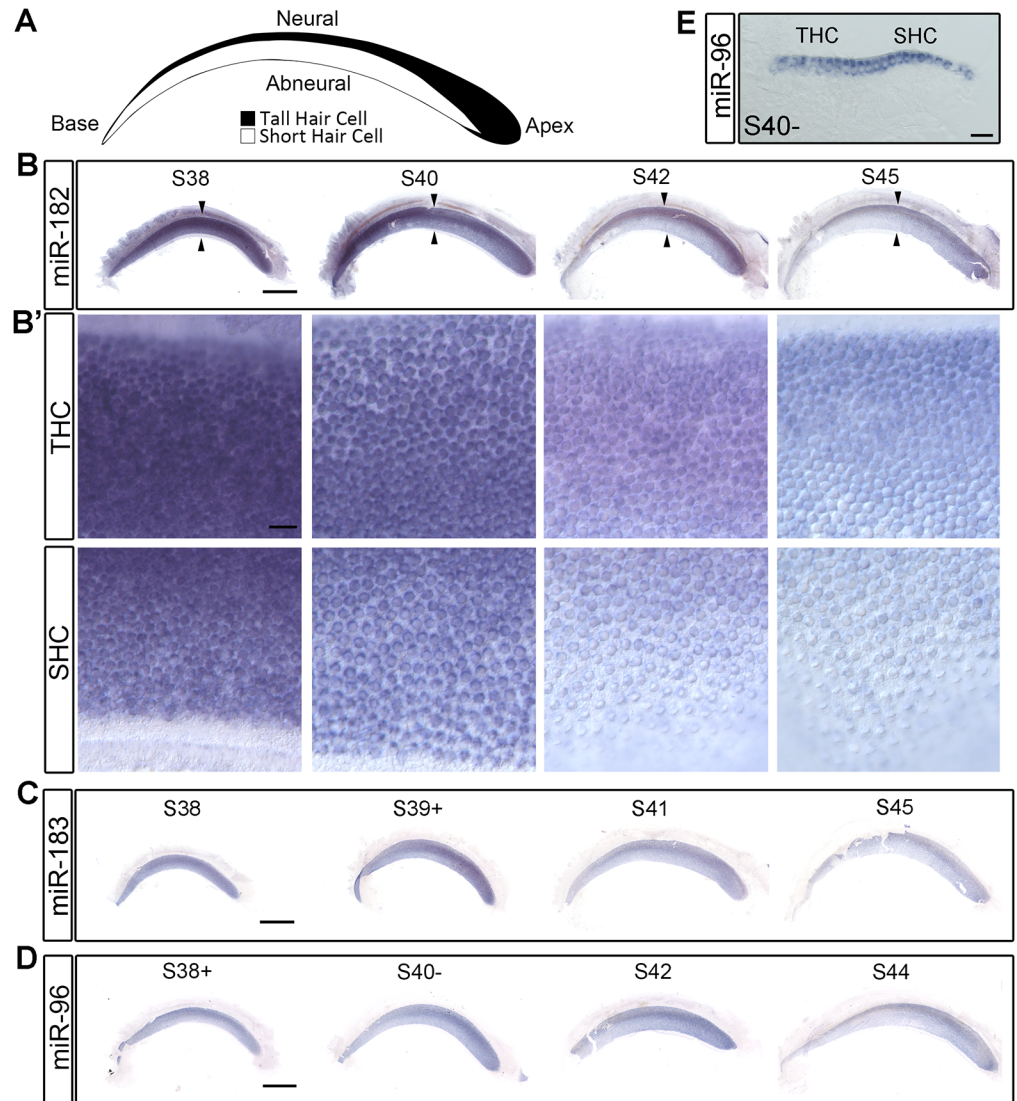 A
Neural
Abneural
Base
Apex
Tall Hair Cell
Short Hair Cell
E
miR-96
THC SHC
S40-
B
miR-182
S38 S40 S42 S45
B'
THC
SHC
C
miR-183
S38 S39+ S41 S45
D
miR-96
S38+ S40- S42 S44